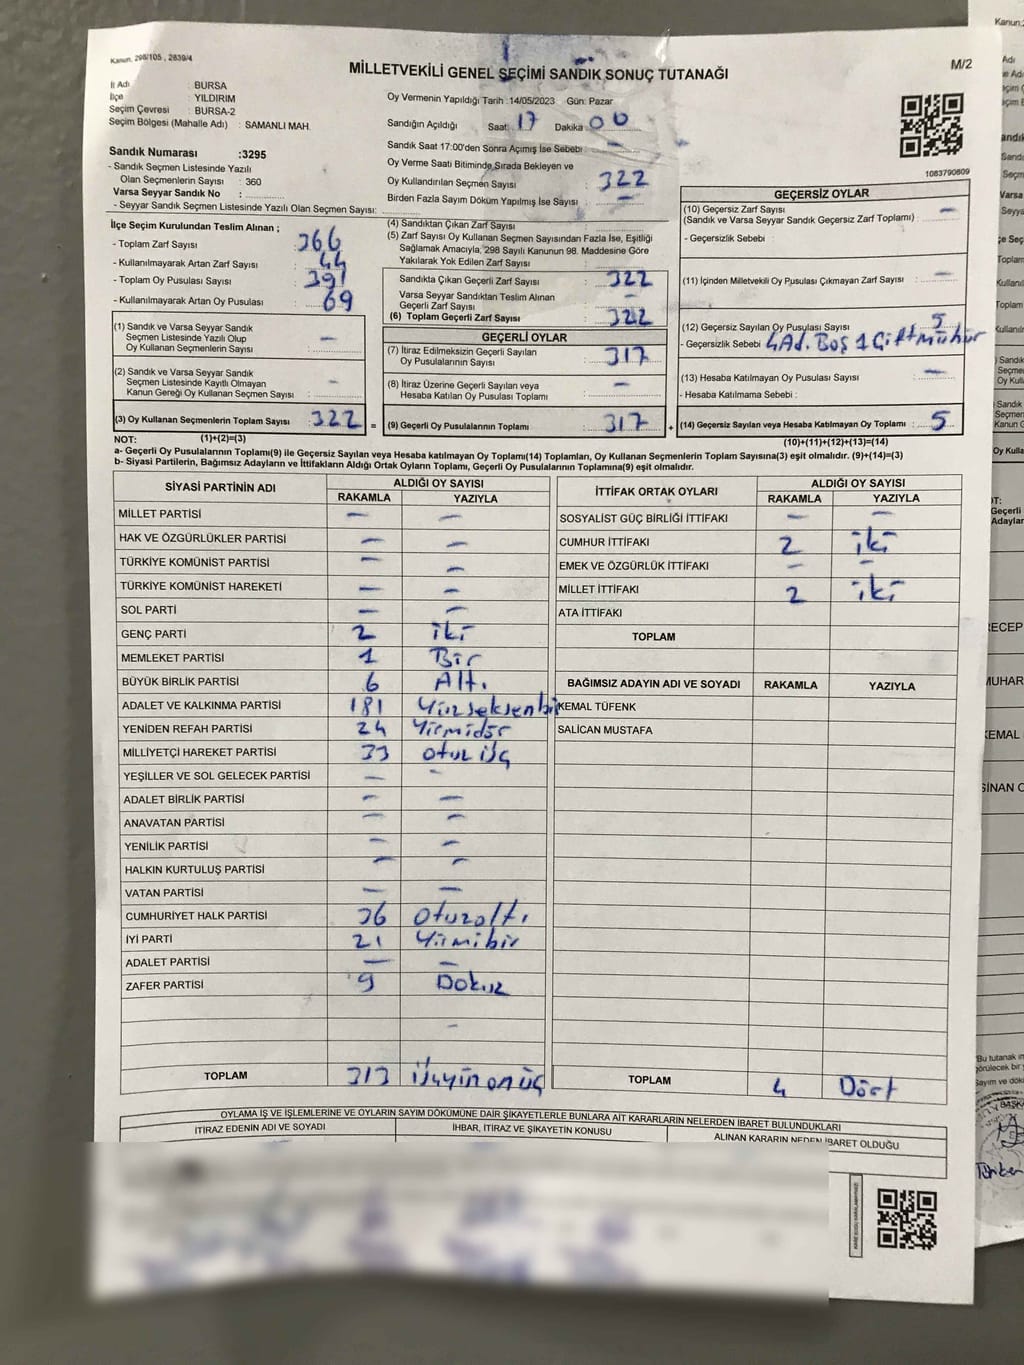 Kanun, 298/105 , 2839/4
MİLLETVEKİLİ GENEL SEÇİMİ SANDIK SONUÇ TUTANAĞI
M/2
İl Adı : BURSA
İlçe : YILDIRIM
Seçim Çevresi : BURSA-2
Seçim Bölgesi (Mahalle Adı) : SAMANLI MAH.
Sandık Numarası :3295
- Sandık Seçmen Listesinde Yazılı
Olan Seçmenlerin Sayısı : 360
Varsa Seyyar Sandık No :
- Seyyar Sandık Seçmen Listesinde Yazılı Olan Seçmen Sayısı:
Oy Vermenin Yapıldığı Tarih :14/05/2023 Gün: Pazar
Sandığın Açıldığı Saat: 17 Dakika: 00
Sandık Saat 17:00'den Sonra Açımış İse Sebebi : —
Oy Verme Saati Bitiminde Sırada Bekleyen ve
Oy Kullandırılan Seçmen Sayısı : 322
Birden Fazla Sayım Döküm Yapılmış İse Sayısı : —
1083790809
İlçe Seçim Kurulundan Teslim Alınan ;
- Toplam Zarf Sayısı : 366
- Kullanılmayarak Artan Zarf Sayısı : 44
- Toplam Oy Pusulası Sayısı : 391
- Kullanılmayarak Artan Oy Pusulası : 69
(4) Sandıktan Çıkan Zarf Sayısı :
(5) Zarf Sayısı Oy Kullanan Seçmen Sayısından Fazla İse, Eşitliği
Sağlamak Amacıyla, 298 Sayılı Kanunun 98. Maddesine Göre
Yakılarak Yok Edilen Zarf Sayısı :
Sandıkta Çıkan Geçerli Zarf Sayısı : 322
Varsa Seyyar Sandıktan Teslim Alınan
Geçerli Zarf Sayısı : —
(6) Toplam Geçerli Zarf Sayısı : 322
GEÇERSİZ OYLAR
(10) Geçersiz Zarf Sayısı : —
(Sandık ve Varsa Seyyar Sandık Geçersiz Zarf Toplamı)
- Geçersizlik Sebebi :
(11) İçinden Milletvekili Oy Pusulası Çıkmayan Zarf Sayısı : —
(12) Geçersiz Sayılan Oy Pusulası Sayısı : 5
- Geçersizlik Sebebi : 4 Ad. Boş 1 Çift mühür
(13) Hesaba Katılmayan Oy Pusulası Sayısı : —
- Hesaba Katılmama Sebebi :
(14) Geçersiz Sayılan veya Hesaba Katılmayan Oy Toplamı : 5
(10)+(11)+(12)+(13)=(14)
(1) Sandık ve Varsa Seyyar Sandık
Seçmen Listesinde Yazılı Olup
Oy Kullanan Seçmenlerin Sayısı : —
(2) Sandık ve Varsa Seyyar Sandık
Seçmen Listesinde Kayıtlı Olmayan
Kanun Gereği Oy Kullanan Seçmen Sayısı : —
(3) Oy Kullanan Seçmenlerin Toplam Sayısı : 322 =
(1)+(2)=(3)
GEÇERLİ OYLAR
(7) İtiraz Edilmeksizin Geçerli Sayılan
Oy Pusulalarının Sayısı : 317
(8) İtiraz Üzerine Geçerli Sayılan veya
Hesaba Katılan Oy Pusulası Toplamı : —
(9) Geçerli Oy Pusulalarının Toplamı : 317 +
NOT:
a- Geçerli Oy Pusulalarının Toplamı(9) ile Geçersiz Sayılan veya Hesaba katılmayan Oy Toplamı(14) Toplamları, Oy Kullanan Seçmenlerin Toplam Sayısına(3) eşit olmalıdır. (9)+(14)=(3)
b- Siyasi Partilerin, Bağımsız Adayların ve İttifakların Aldığı Ortak Oyların Toplamı, Geçerli Oy Pusulalarının Toplamına(9) eşit olmalıdır.
SİYASİ PARTİNİN ADI ALDIĞI OY SAYISI
RAKAMLA YAZIYLA
MİLLET PARTİSİ — —
HAK VE ÖZGÜRLÜKLER PARTİSİ — —
TÜRKİYE KOMÜNİST PARTİSİ — —
TÜRKİYE KOMÜNİST HAREKETİ — —
SOL PARTİ — —
GENÇ PARTİ 2 iki
MEMLEKET PARTİSİ 1 Bir
BÜYÜK BİRLİK PARTİSİ 6 Altı
ADALET VE KALKINMA PARTİSİ 181 Yüzseksenbir
YENİDEN REFAH PARTİSİ 24 Yirmidör
MİLLİYETÇİ HAREKET PARTİSİ 33 otuz üç
YEŞİLLER VE SOL GELECEK PARTİSİ — —
ADALET BİRLİK PARTİSİ — —
ANAVATAN PARTİSİ — —
YENİLİK PARTİSİ — —
HALKIN KURTULUŞ PARTİSİ — —
VATAN PARTİSİ — —
CUMHURİYET HALK PARTİSİ 36 otuzaltı
İYİ PARTİ 21 Yirmibir
ADALET PARTİSİ — —
ZAFER PARTİSİ 9 Dokuz
—
TOPLAM 313 üçyüzonüç
İTTİFAK ORTAK OYLARI ALDIĞI OY SAYISI
RAKAMLA YAZIYLA
SOSYALİST GÜÇ BİRLİĞİ İTTİFAKI — —
CUMHUR İTTİFAKI 2 iki
EMEK VE ÖZGÜRLÜK İTTİFAKI — —
MİLLET İTTİFAKI 2 iki
ATA İTTİFAKI
TOPLAM
BAĞIMSIZ ADAYIN ADI VE SOYADI RAKAMLA YAZIYLA
KEMAL TÜFENK
SALİCAN MUSTAFA
TOPLAM 4 Dört
OYLAMA İŞ VE İŞLEMLERİNE VE OYLARIN SAYIM DÖKÜMÜNE DAİR ŞİKAYETLERLE BUNLARA AİT KARARLARIN NELERDEN İBARET BULUNDUKLARI
İTİRAZ EDENİN ADI VE SOYADI İHBAR, İTİRAZ VE ŞİKAYETİN KONUSU ALINAN KARARIN NEDEN İBARET OLDUĞU